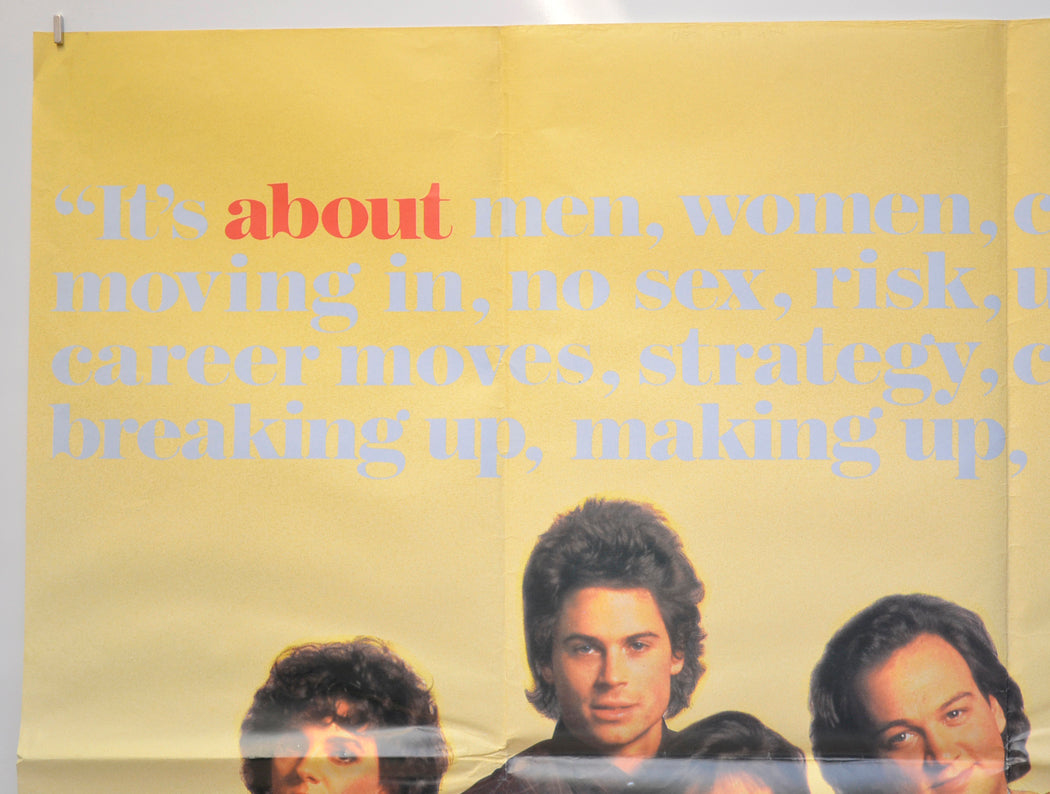 “It’s about men, women, c
moving in, no sex, risk, u
career moves, strategy, c
breaking up, making up,